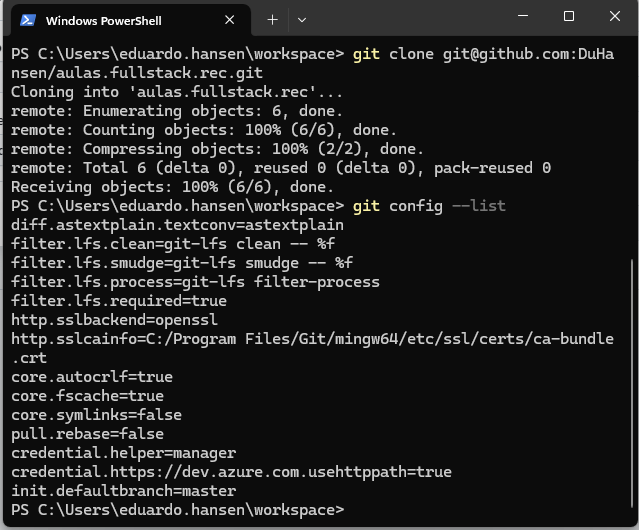 Windows PowerShell
PS C:\Users\eduardo.hansen\workspace> git clone git@github.com:DuHa
nsen/aulas.fullstack.rec.git
Cloning into 'aulas.fullstack.rec'...
remote: Enumerating objects: 6, done.
remote: Counting objects: 100% (6/6), done.
remote: Compressing objects: 100% (2/2), done.
remote: Total 6 (delta 0), reused 0 (delta 0), pack-reused 0
Receiving objects: 100% (6/6), done.
PS C:\Users\eduardo.hansen\workspace> git config --list
diff.astextplain.textconv=astextplain
filter.lfs.clean=git-lfs clean -- %f
filter.lfs.smudge=git-lfs smudge -- %f
filter.lfs.process=git-lfs filter-process
filter.lfs.required=true
http.sslbackend=openssl
http.sslcainfo=C:/Program Files/Git/mingw64/etc/ssl/certs/ca-bundle
.crt
core.autocrlf=true
core.fscache=true
core.symlinks=false
pull.rebase=false
credential.helper=manager
credential.https://dev.azure.com.usehttppath=true
init.defaultbranch=master
PS C:\Users\eduardo.hansen\workspace>